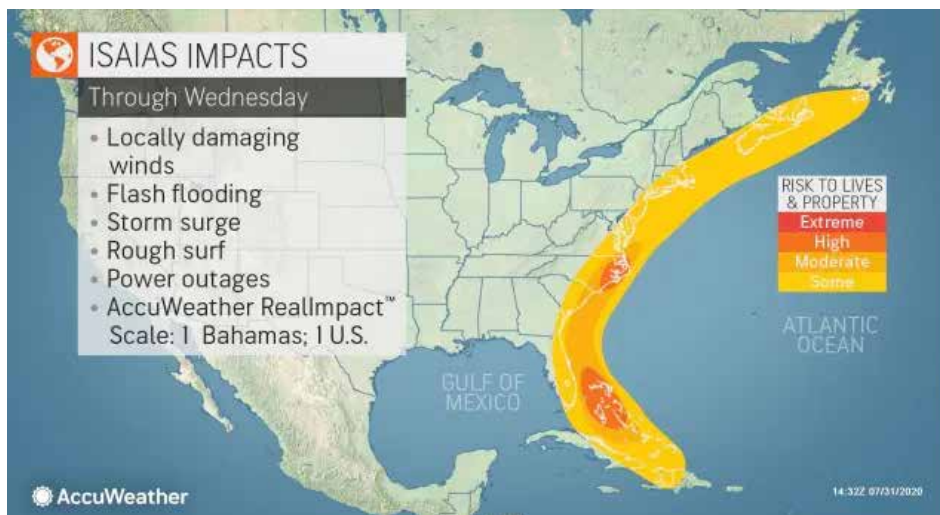 ISAIAS IMPACTS
Through Wednesday
• Locally damaging
winds
• Flash flooding
• Storm surge
• Rough surf
• Power outages
• AccuWeather RealImpact™
Scale: 1 Bahamas; 1 U.S.
RISK TO LIVES
& PROPERTY
Extreme
High
Moderate
Some
ATLANTIC
OCEAN
GULF OF
MEXICO
AccuWeather
14:32Z 07/31/2020